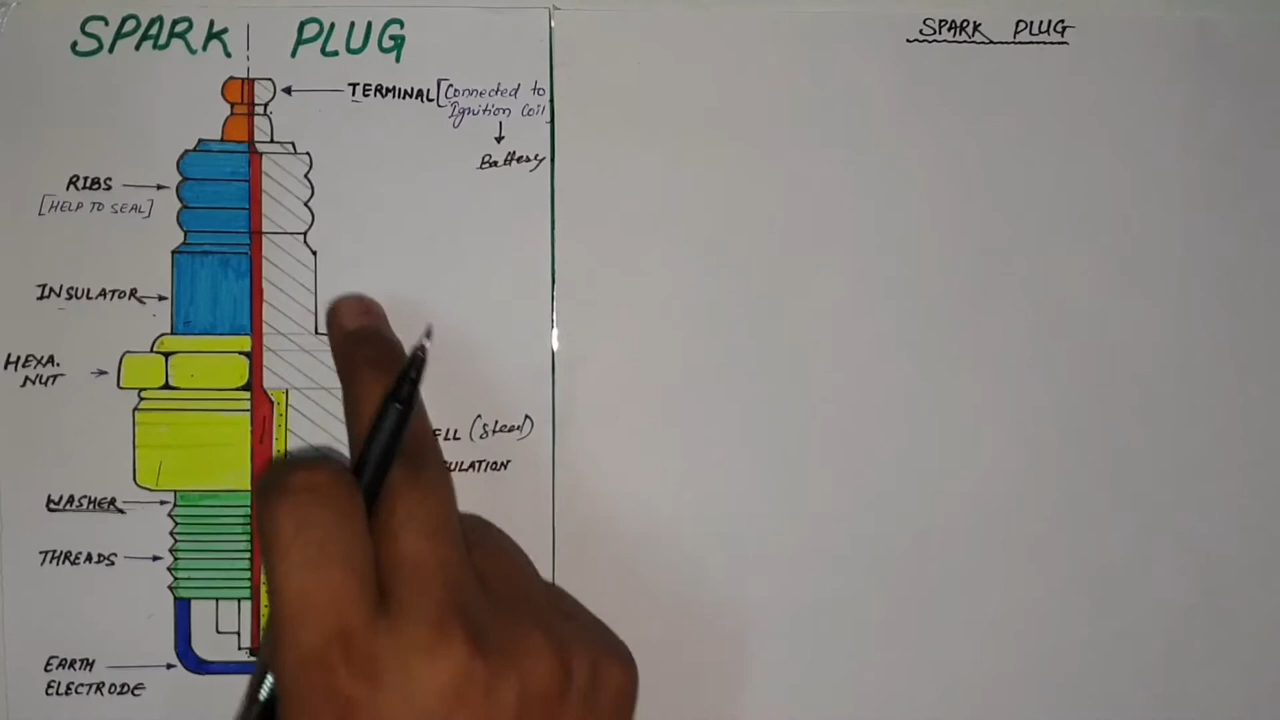 SPARK PLUG
TERMINAL [Connected to
Ignition Coil]
Battery
RIBS
[HELP TO SEAL]
INSULATOR
HEXA.
NUT
ELL (Steel)
ULATION
WASHER
THREADS
EARTH
ELECTRODE
SPARK PLUG